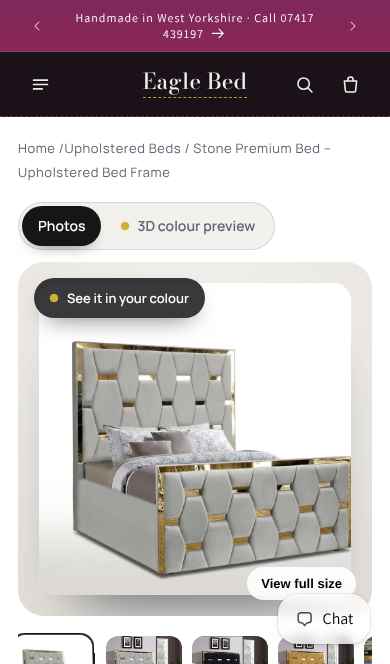 Handmade in West Yorkshire · Call 07417
439197 →
Eagle Bed
Home /Upholstered Beds / Stone Premium Bed –
Upholstered Bed Frame
Photos
3D colour preview
See it in your colour
View full size
Chat